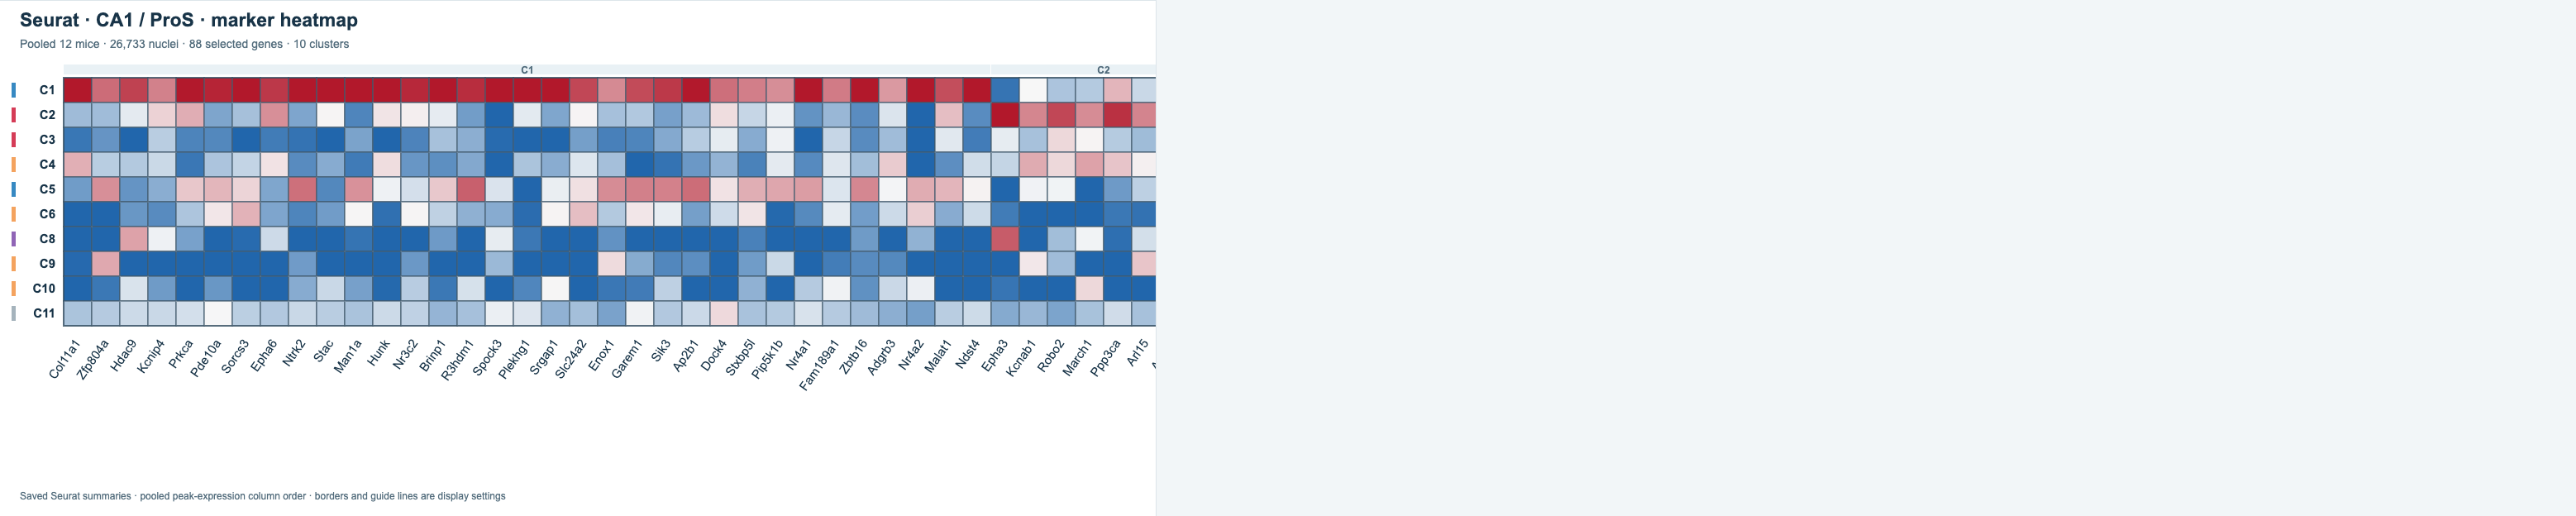 Seurat · CA1 / ProS · marker heatmap
Pooled 12 mice · 26,733 nuclei · 88 selected genes · 10 clusters
C1 C2
C1
C2
C3
C4
C5
C6
C8
C9
C10
C11
Col11a1 Zfp804a Hdac9 Kcnip4 Prkca Pde10a Sorcs3 Epha6 Ntrk2 Stac Man1a Hunk Nr3c2 Brinp1 R3hdm1 Spock3 Plekhg1 Srgap1 Slc24a2 Enox1 Garem1 Sik3 Ap2b1 Dock4 Stxbp5l Pip5k1b Nr4a1 Fam189a1 Zbtb16 Adgrb3 Nr4a2 Malat1 Ndst4 Epha3 Kcnab1 Robo2 March1 Ppp3ca Arl15
Saved Seurat summaries · pooled peak-expression column order · borders and guide lines are display settings